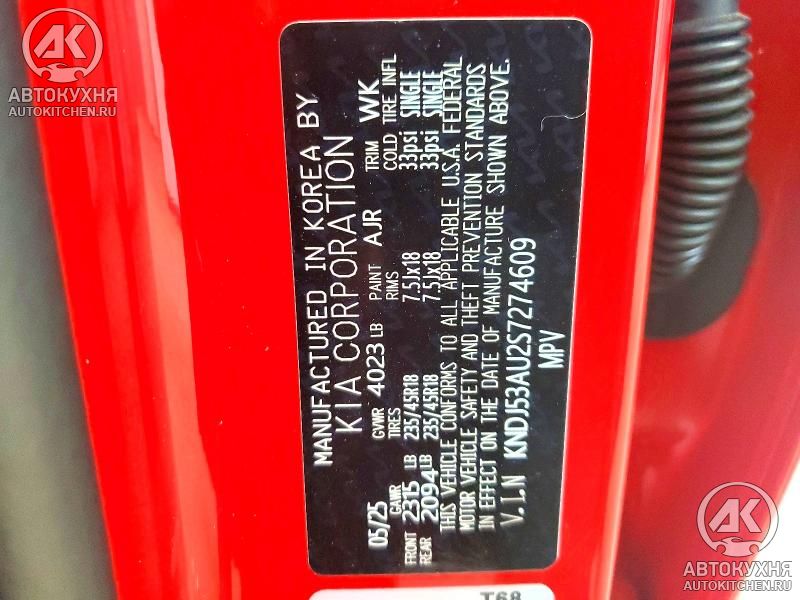 MANUFACTURED IN KOREA BY
KIA CORPORATION
05/25 GVWR 4023 LB PAINT AJR TRIM WK
GAWR TIRES RIMS COLD TIRE INFL
FRONT 2315 LB 235/45R18 7.5Jx18 33psi SINGLE
REAR 2094 LB 235/45R18 7.5Jx18 33psi SINGLE
THIS VEHICLE CONFORMS TO ALL APPLICABLE U.S.A. FEDERAL
MOTOR VEHICLE SAFETY AND THEFT PREVENTION STANDARDS
IN EFFECT ON THE DATE OF MANUFACTURE SHOWN ABOVE.
V.I.N KNDJ53AU2S7274609
MPV
T68
АК
АВТОКУХНЯ
AUTOKITCHEN.RU
АК
АВТОКУХНЯ
AUTOKITCHEN.RU